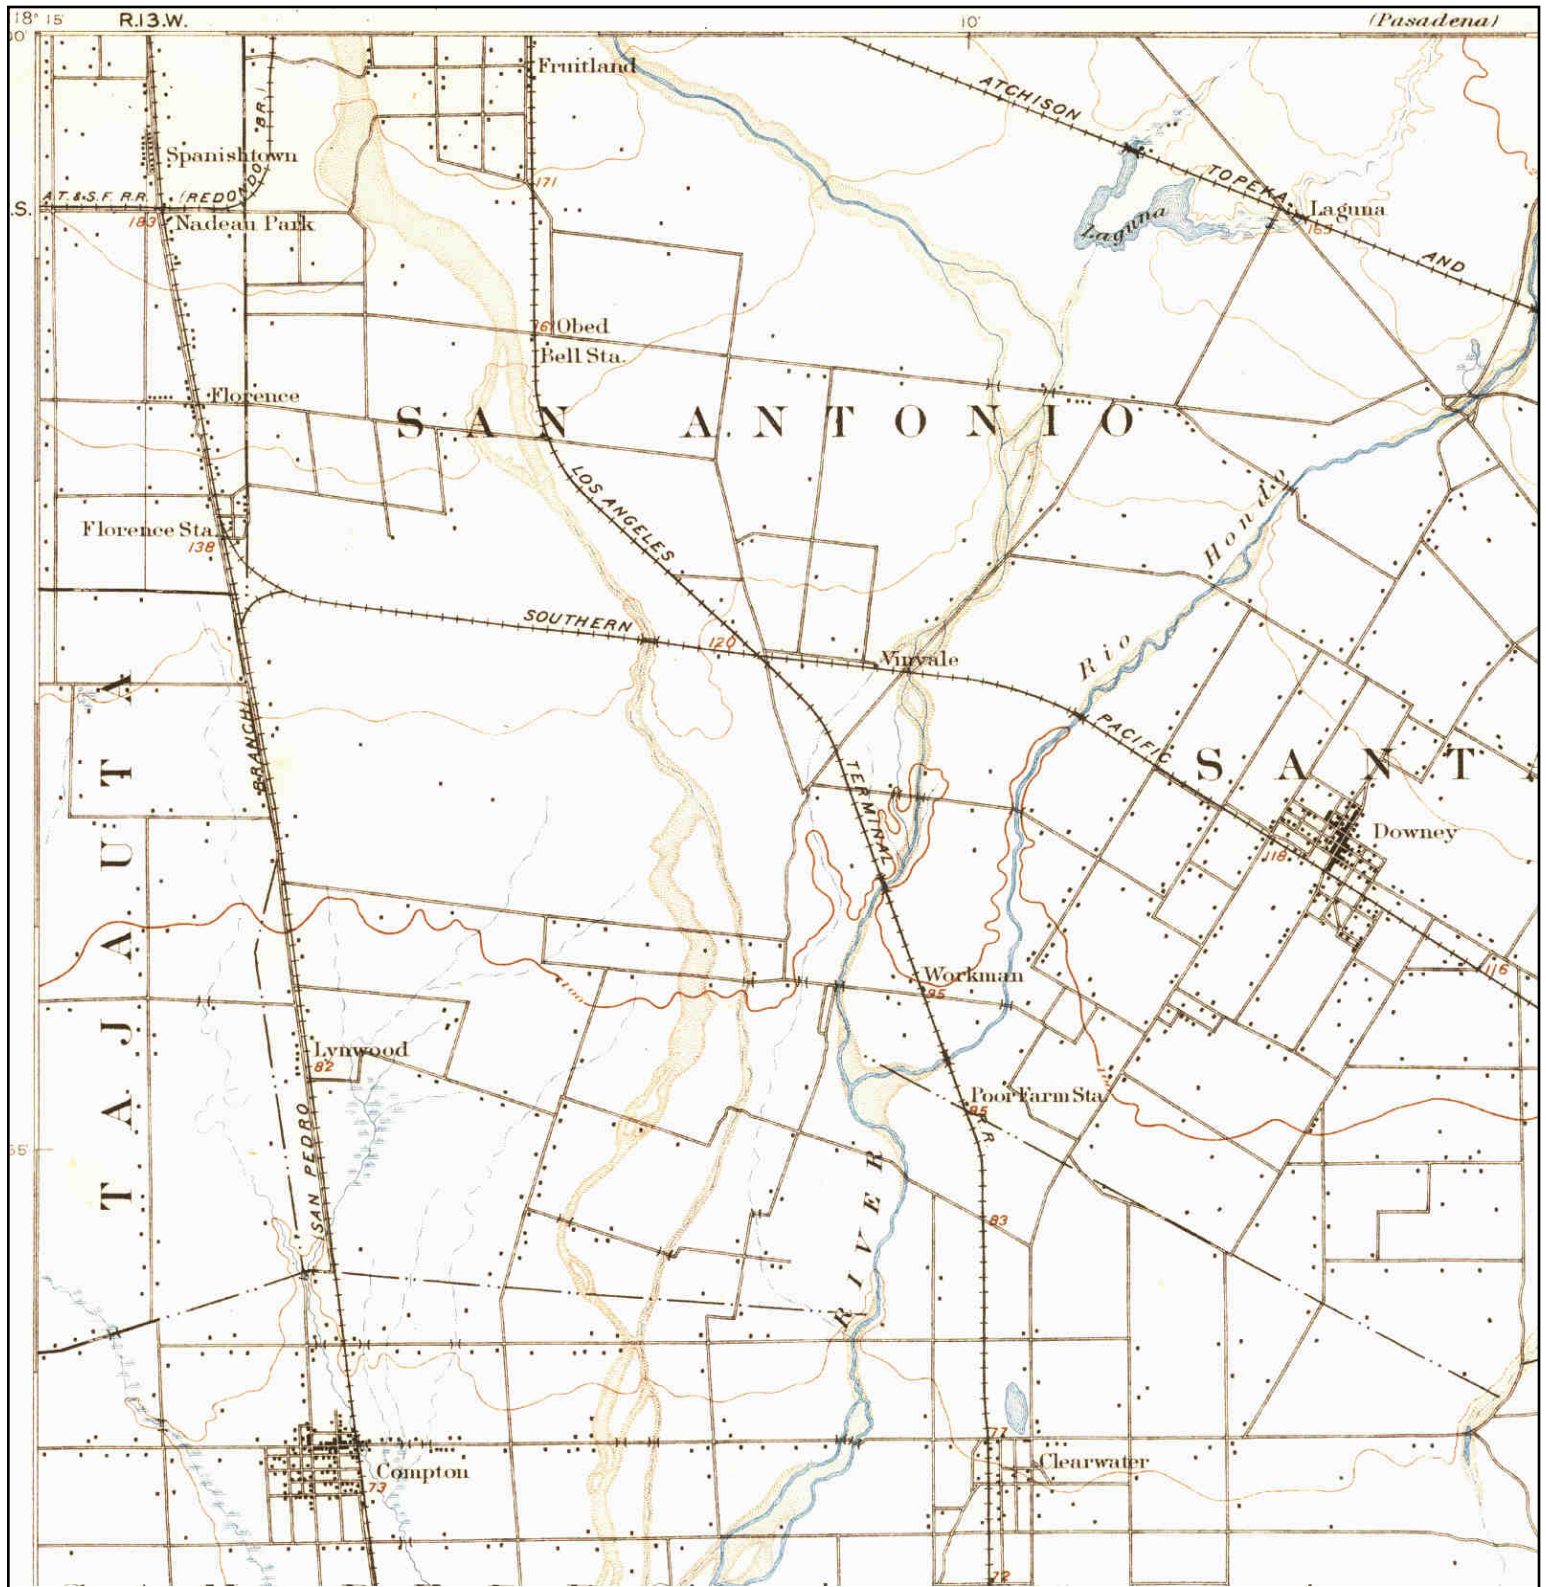 18° 15'
R.13.W.
10'
(Pasadena)
Fruitland
ATCHISON
BR.
Spanishtown
171
TOPEKA
A.T.&S.F. R.R.
(REDONDO
.S.
Laguna
Laguna
183
Nadeau Park
163
AND
Obed
Bell Sta.
Florence
SAN ANTONIO
LOS ANGELES
Hondo
Florence Sta.
138
SOUTHERN
Rio
120
Vinvale
TAJAUTA
BRANCH
PACIFIC
SANT
TERMINAL
Downey
118
Workman
95
116
100
Lynwood
82
Poor Farm Sta.
85
R.R.
55'
SAN PEDRO
RIVER
83
77
Clearwater
Compton
73
72